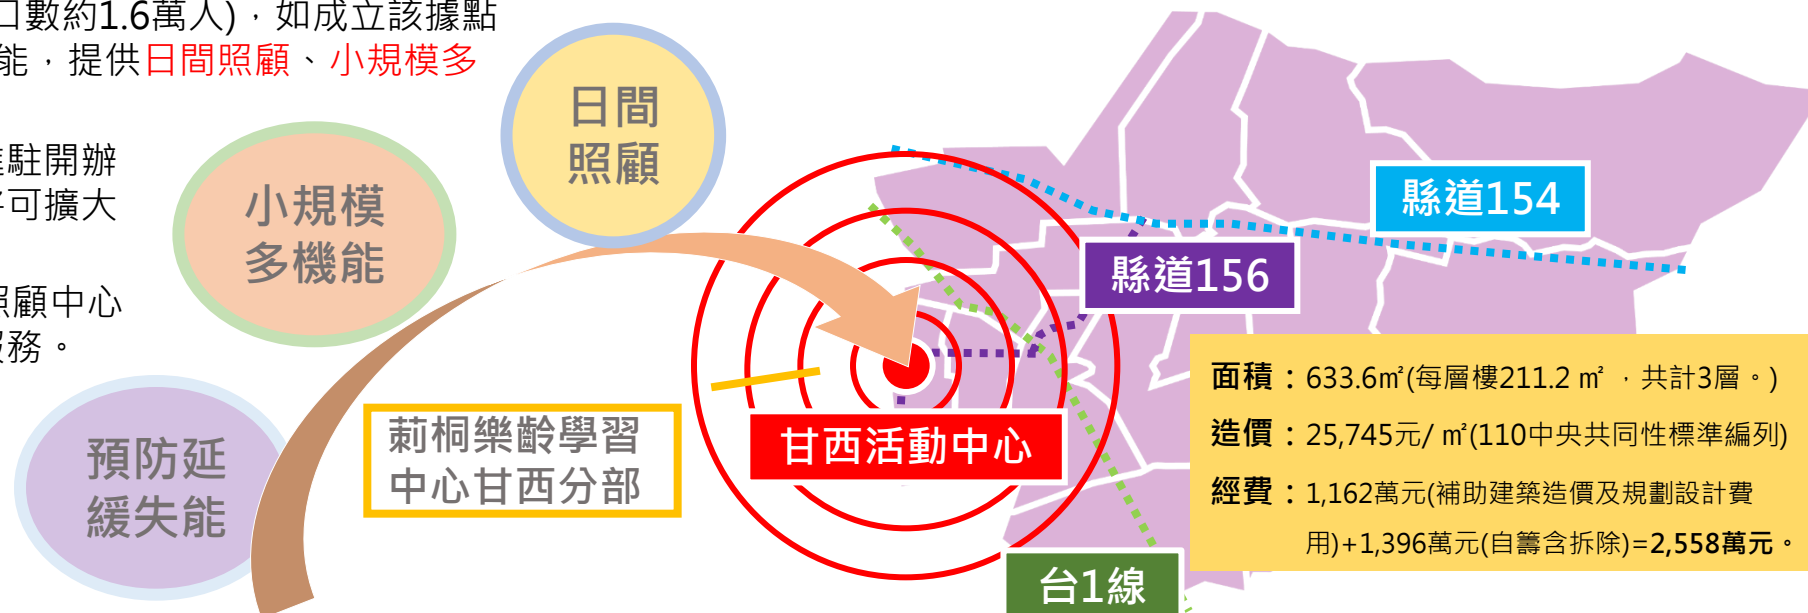 口數約1.6萬人)，如成立該據點
能，提供日間照顧、小規模多
駐開辦
可擴大
照顧中心
服務。
日間
照顧
小規模
多機能
預防延
緩失能
莿桐樂齡學習
中心甘西分部
甘西活動中心
縣道154
縣道156
台1線
面積：633.6㎡(每層樓211.2 ㎡ ，共計3層。)
造價：25,745元/ ㎡(110中央共同性標準編列)
經費：1,162萬元(補助建築造價及規劃設計費
用)+1,396萬元(自籌含拆除)=2,558萬元。